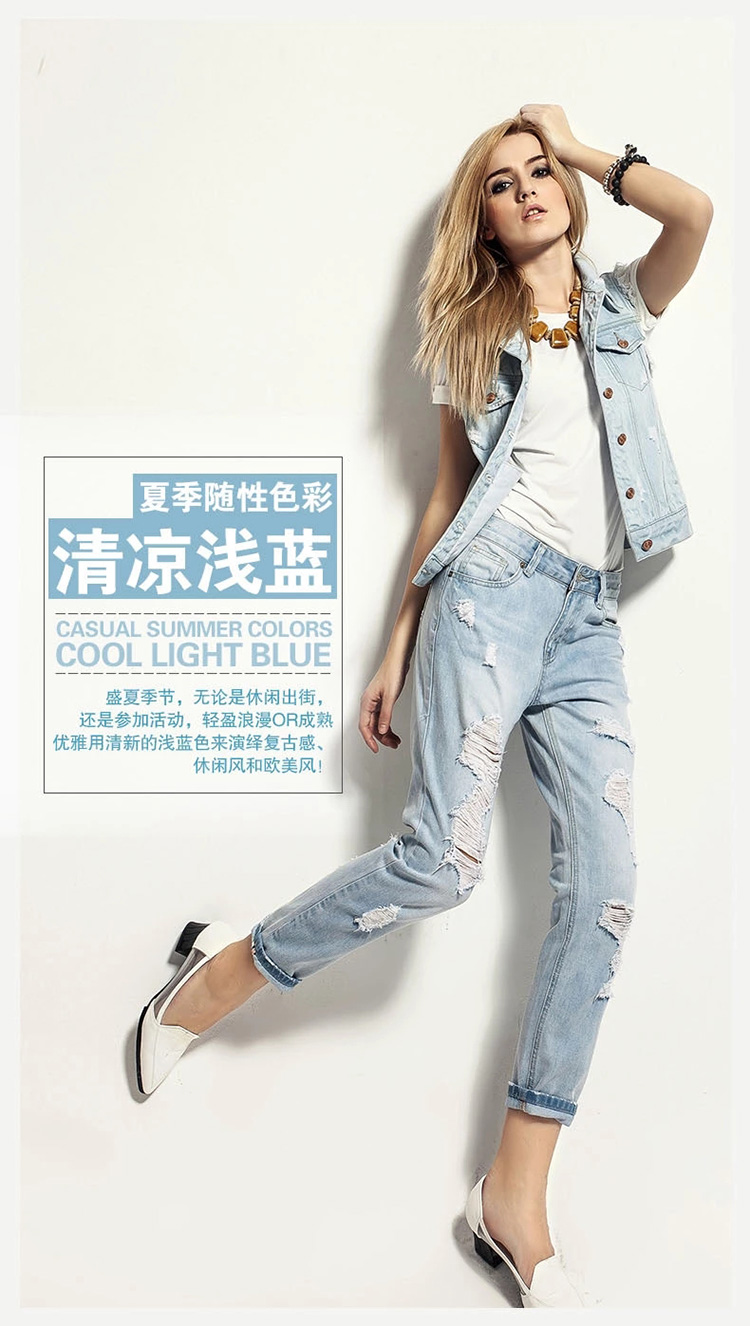 夏季随性色彩
清凉浅蓝
CASUAL SUMMER COLORS
COOL LIGHT BLUE
盛夏季节，无论是休闲出街，
还是参加活动，轻盈浪漫OR成熟
优雅用清新的浅蓝色来演绎复古感、
休闲风和欧美风！